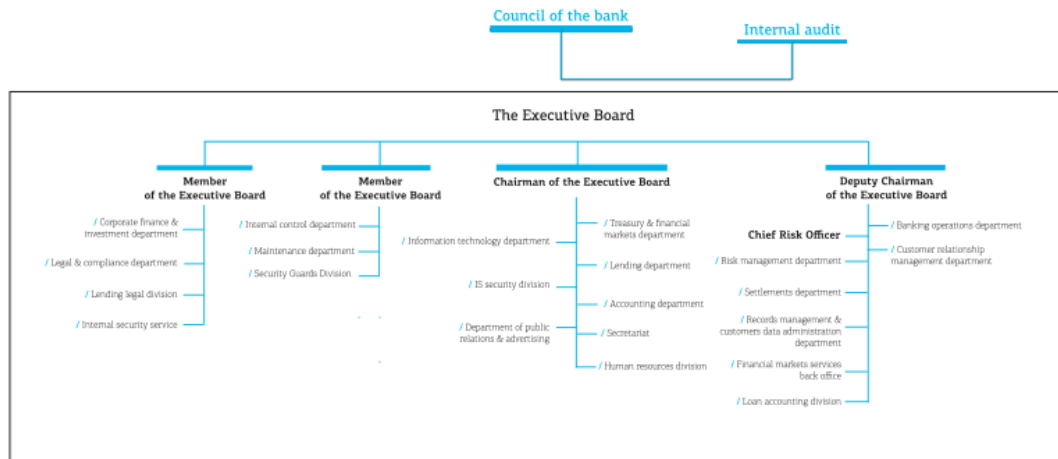 Council of the bank
Internal audit
The Executive Board
Member
of the Executive Board
/ Corporate finance &
investment department
/ Legal & compliance department
/ Lending legal division
/ Internal security service
Member
of the Executive Board
/ Internal control department
/ Maintenance department
/ Security Guards Division
Chairman of the Executive Board
/ Information technology department
/ IS security division
/ Department of public
relations & advertising
/ Treasury & financial
markets department
/ Lending department
/ Accounting department
/ Secretariat
/ Human resources division
Deputy Chairman
of the Executive Board
Chief Risk Officer
/ Risk management department
/ Settlements department
/ Records management &
customers data administration
department
/ Financial markets services
back office
/ Loan accounting division
/ Banking operations department
/ Customer relationship
management department